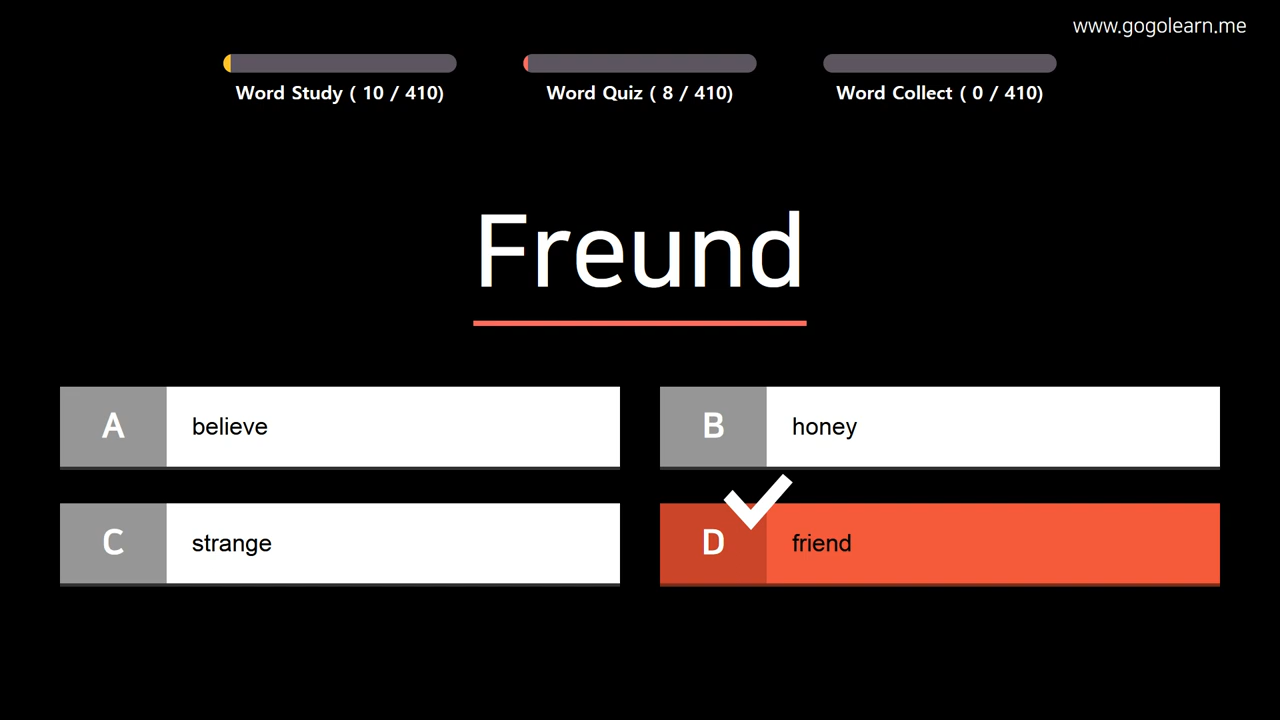 www.gogolearn.me
Word Study ( 10 / 410)
Word Quiz ( 8 / 410)
Word Collect ( 0 / 410)
Freund
A believe
B honey
C strange
D friend